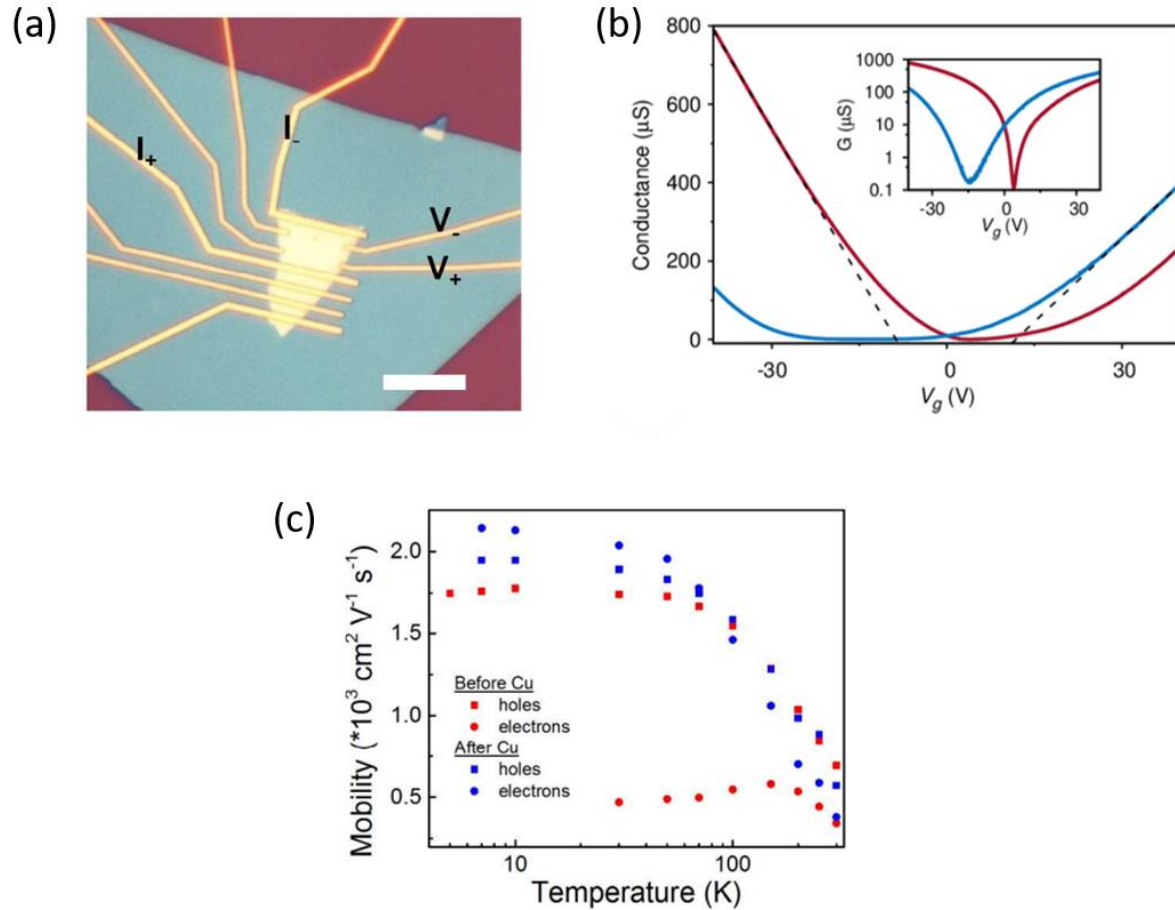 (a)
I₊
I₋
V₋
V₊
(b)
Conductance (µS)
800
600
400
200
0
-30
0
30
Vg (V)
G (µS)
1000
100
10
1
0.1
-30
0
30
Vg (V)
(c)
Mobility (*10³ cm² V⁻¹ s⁻¹)
2.0
1.5
1.0
0.5
Before Cu
holes
electrons
After Cu
holes
electrons
10
100
Temperature (K)